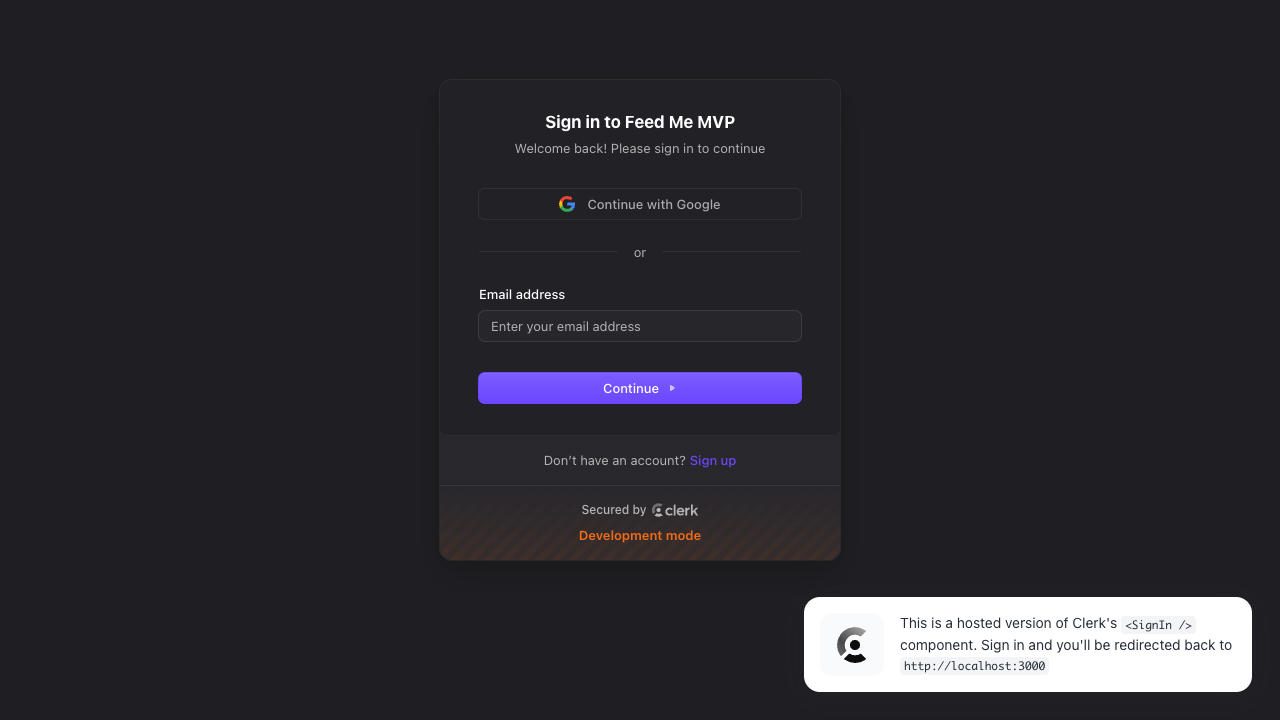 Sign in to Feed Me MVP
Welcome back! Please sign in to continue
Continue with Google
or
Email address
Enter your email address
Continue
Don’t have an account? Sign up
Secured by clerk
Development mode
This is a hosted version of Clerk's <SignIn />
component. Sign in and you'll be redirected back to
http://localhost:3000